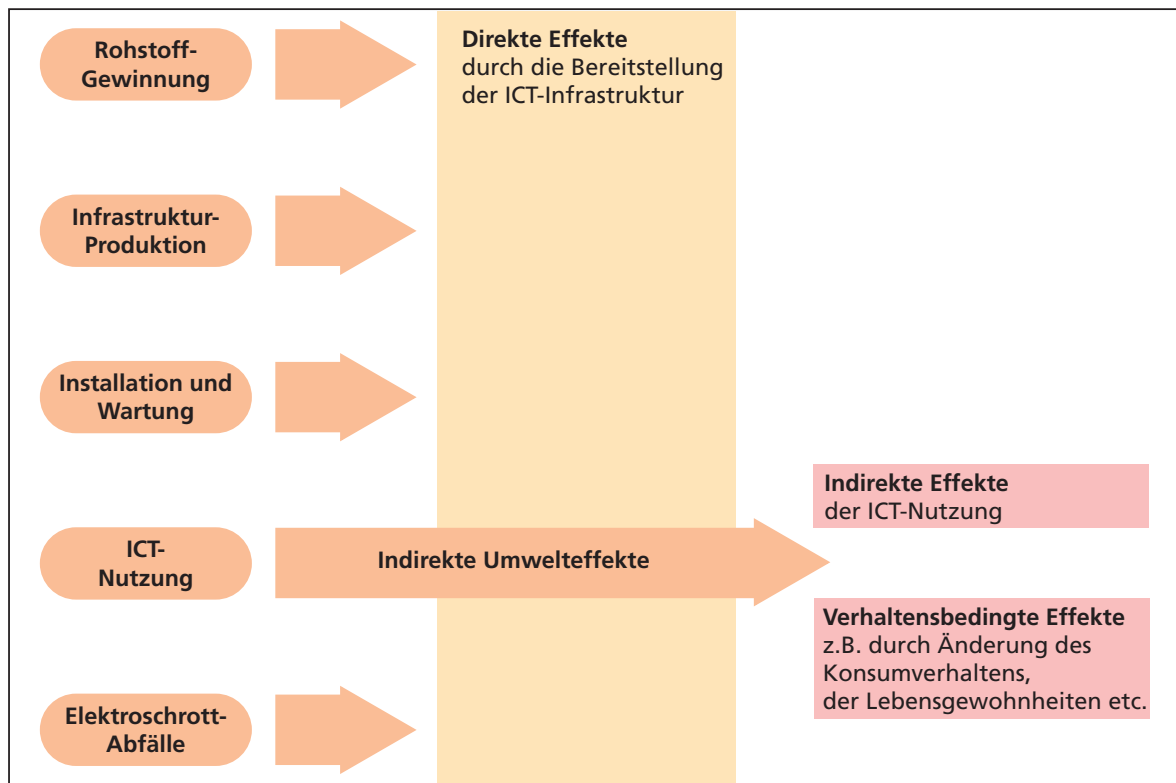 Rohstoff-
Gewinnung
Direkte Effekte
durch die Bereitstellung
der ICT-Infrastruktur
Infrastruktur-
Produktion
Installation und
Wartung
ICT-
Nutzung
Indirekte Umwelteffekte
Indirekte Effekte
der ICT-Nutzung
Verhaltensbedingte Effekte
z.B. durch Änderung des
Konsumverhaltens,
der Lebensgewohnheiten etc.
Elektroschrott-
Abfälle